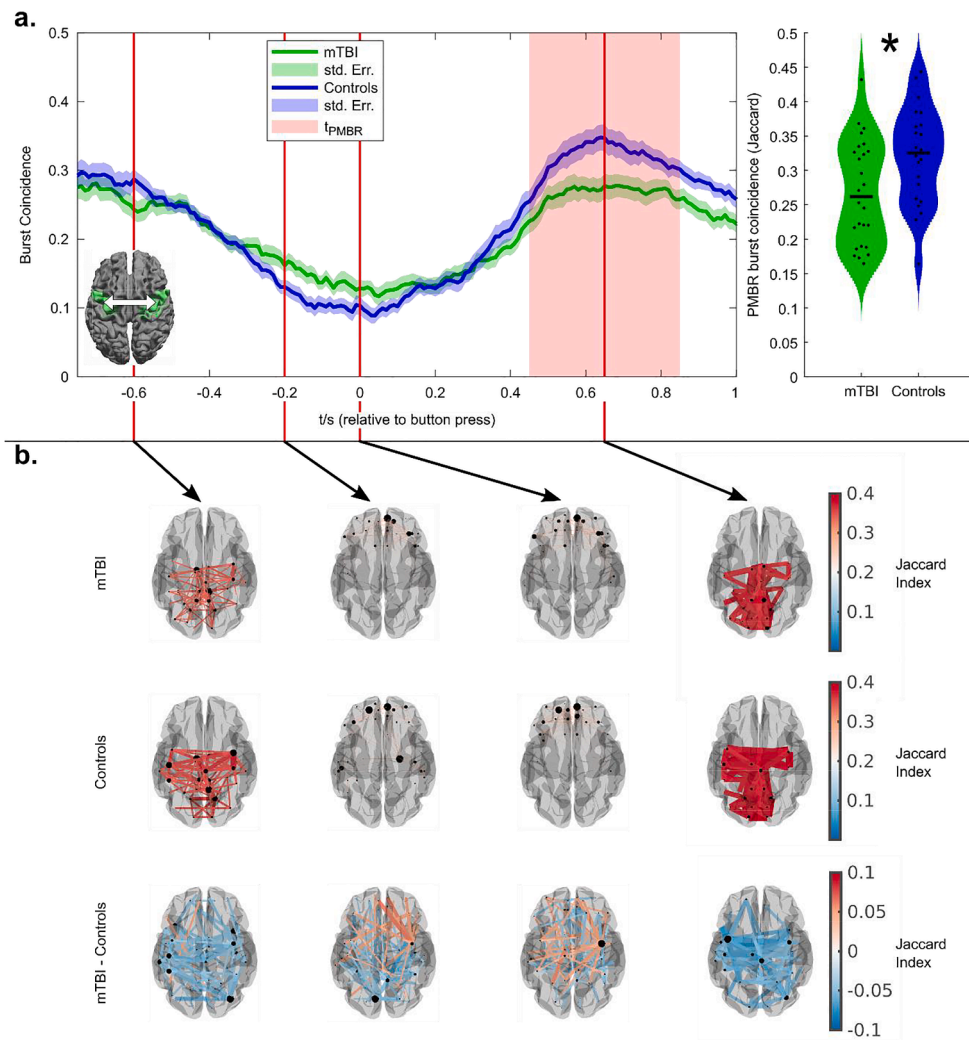 a.
0.5
0.4
0.3
0.2
0.1
0
Burst Coincidence
mTBI
std. Err.
Controls
std. Err.
tPMBR
-0.6
-0.4
-0.2
0
0.2
0.4
0.6
0.8
1
t/s (relative to button press)
*
0.5
0.45
0.4
0.35
0.3
0.25
0.2
0.15
0.1
0.05
0
PMBR burst coincidence (Jaccard)
mTBI Controls
b.
mTBI
0.4
0.3
0.2
0.1
Jaccard
Index
Controls
0.4
0.3
0.2
0.1
Jaccard
Index
mTBI - Controls
0.1
0.05
0
-0.05
-0.1
Jaccard
Index